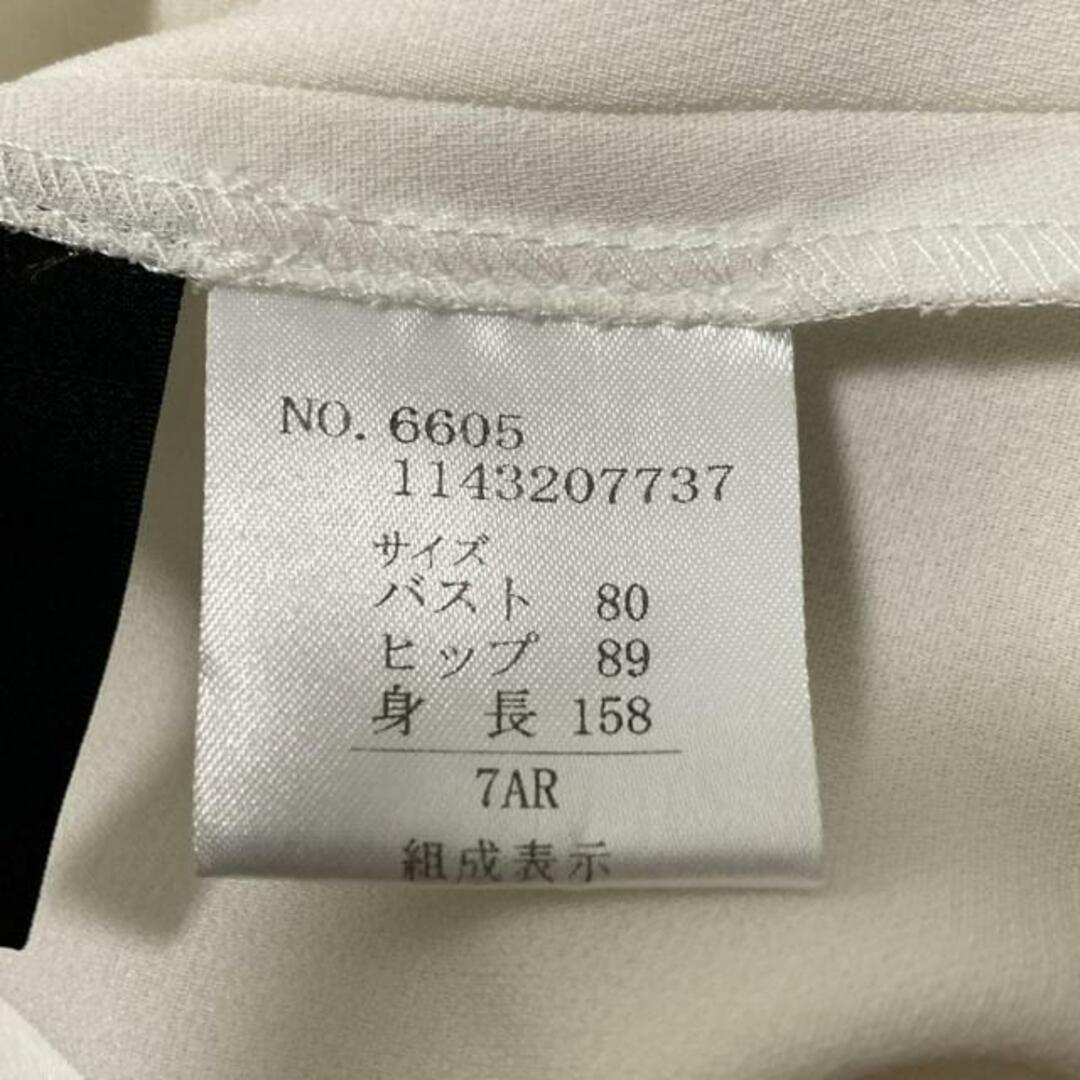 NO. 6605
1143207737
サイズ
バスト 80
ヒップ 89
身 長 158
7AR
組成表示